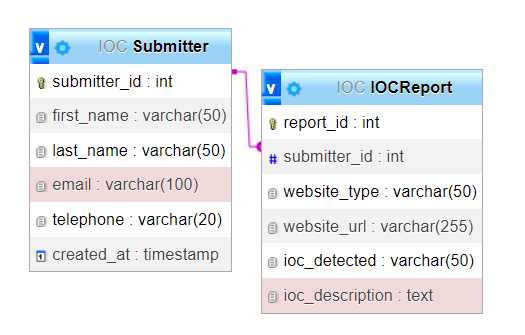 v IOC Submitter
submitter_id : int
first_name : varchar(50)
last_name : varchar(50)
email : varchar(100)
telephone : varchar(20)
created_at : timestamp
v IOC IOCReport
report_id : int
# submitter_id : int
website_type : varchar(50)
website_url : varchar(255)
ioc_detected : varchar(50)
ioc_description : text